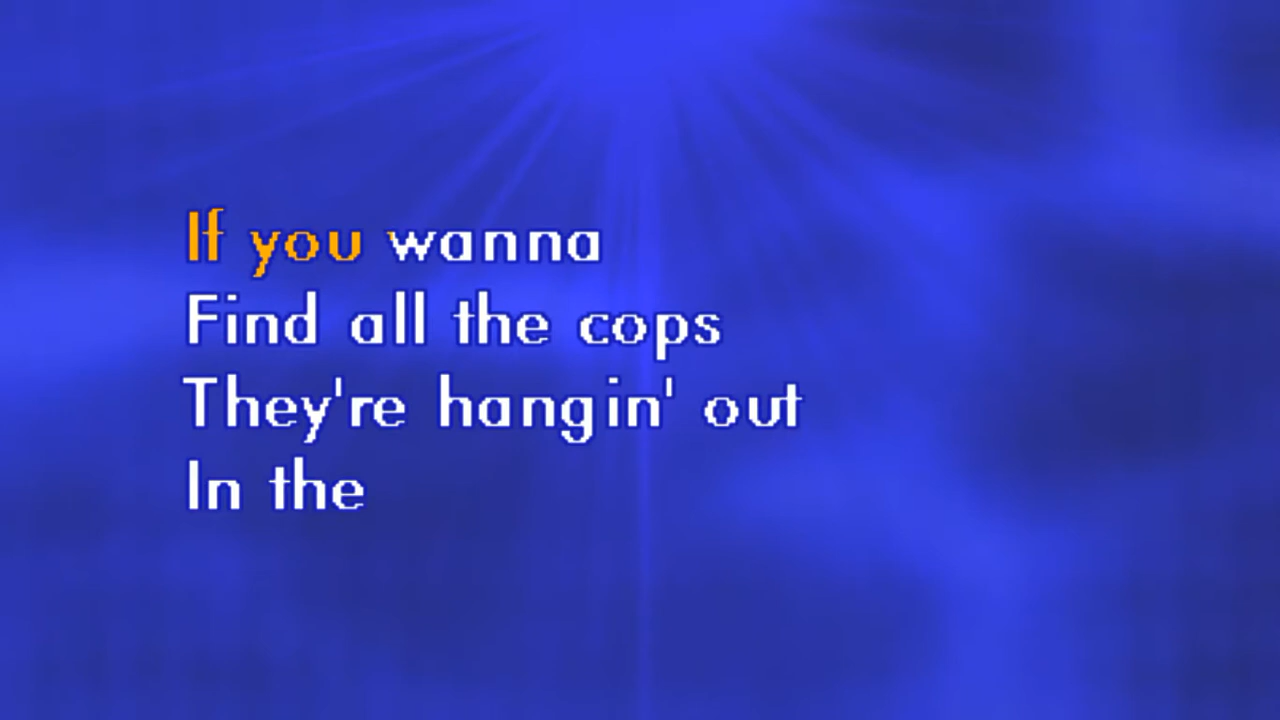 If you wanna
Find all the cops
They're hangin' out
In the